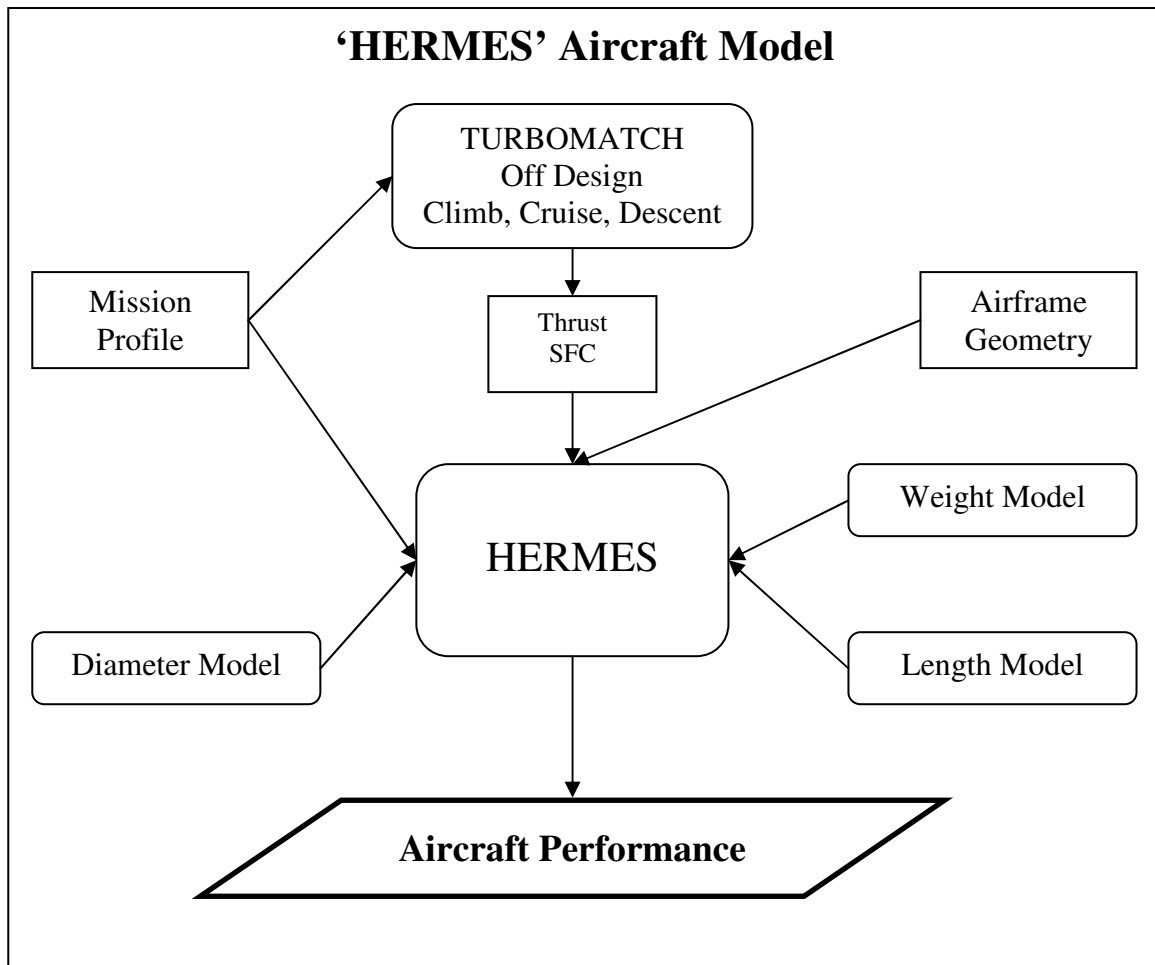 ‘HERMES’ Aircraft Model
TURBOMATCH
Off Design
Climb, Cruise, Descent
Mission
Profile
Thrust
SFC
Airframe
Geometry
HERMES
Weight Model
Diameter Model
Length Model
Aircraft Performance